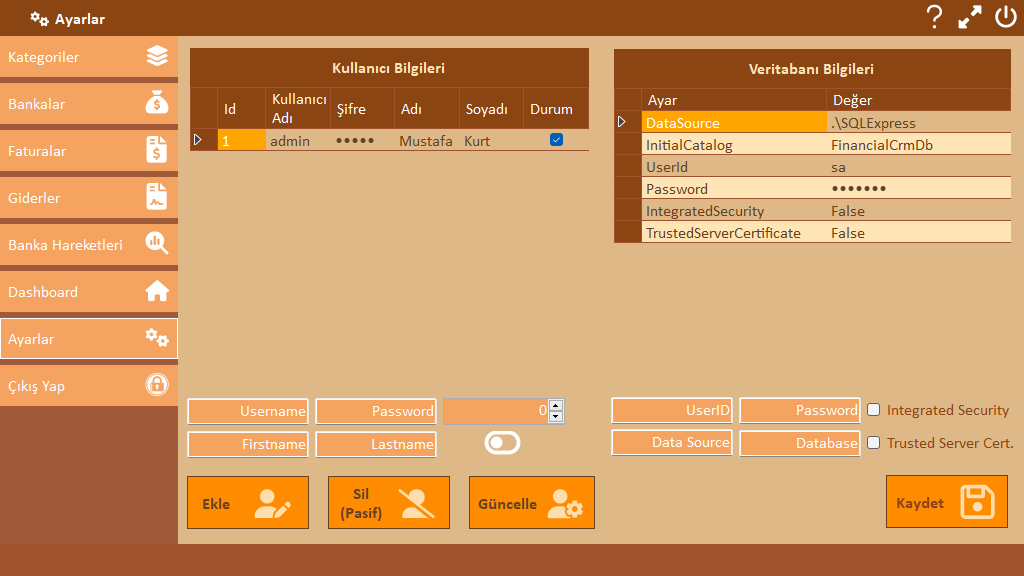 Ayarlar
Kategoriler
Bankalar
Faturalar
Giderler
Banka Hareketleri
Dashboard
Ayarlar
Çıkış Yap
Kullanıcı Bilgileri
Id Kullanıcı Adı Şifre Adı Soyadı Durum
1 admin ●●●●● Mustafa Kurt
Veritabanı Bilgileri
Ayar Değer
DataSource .\SQLExpress
InitialCatalog FinancialCrmDb
UserId sa
Password ●●●●●●●
IntegratedSecurity False
TrustedServerCertificate False
Username Password 0
Firstname Lastname
UserID Password Integrated Security
Data Source Database Trusted Server Cert.
Ekle
Sil
(Pasif)
Güncelle
Kaydet